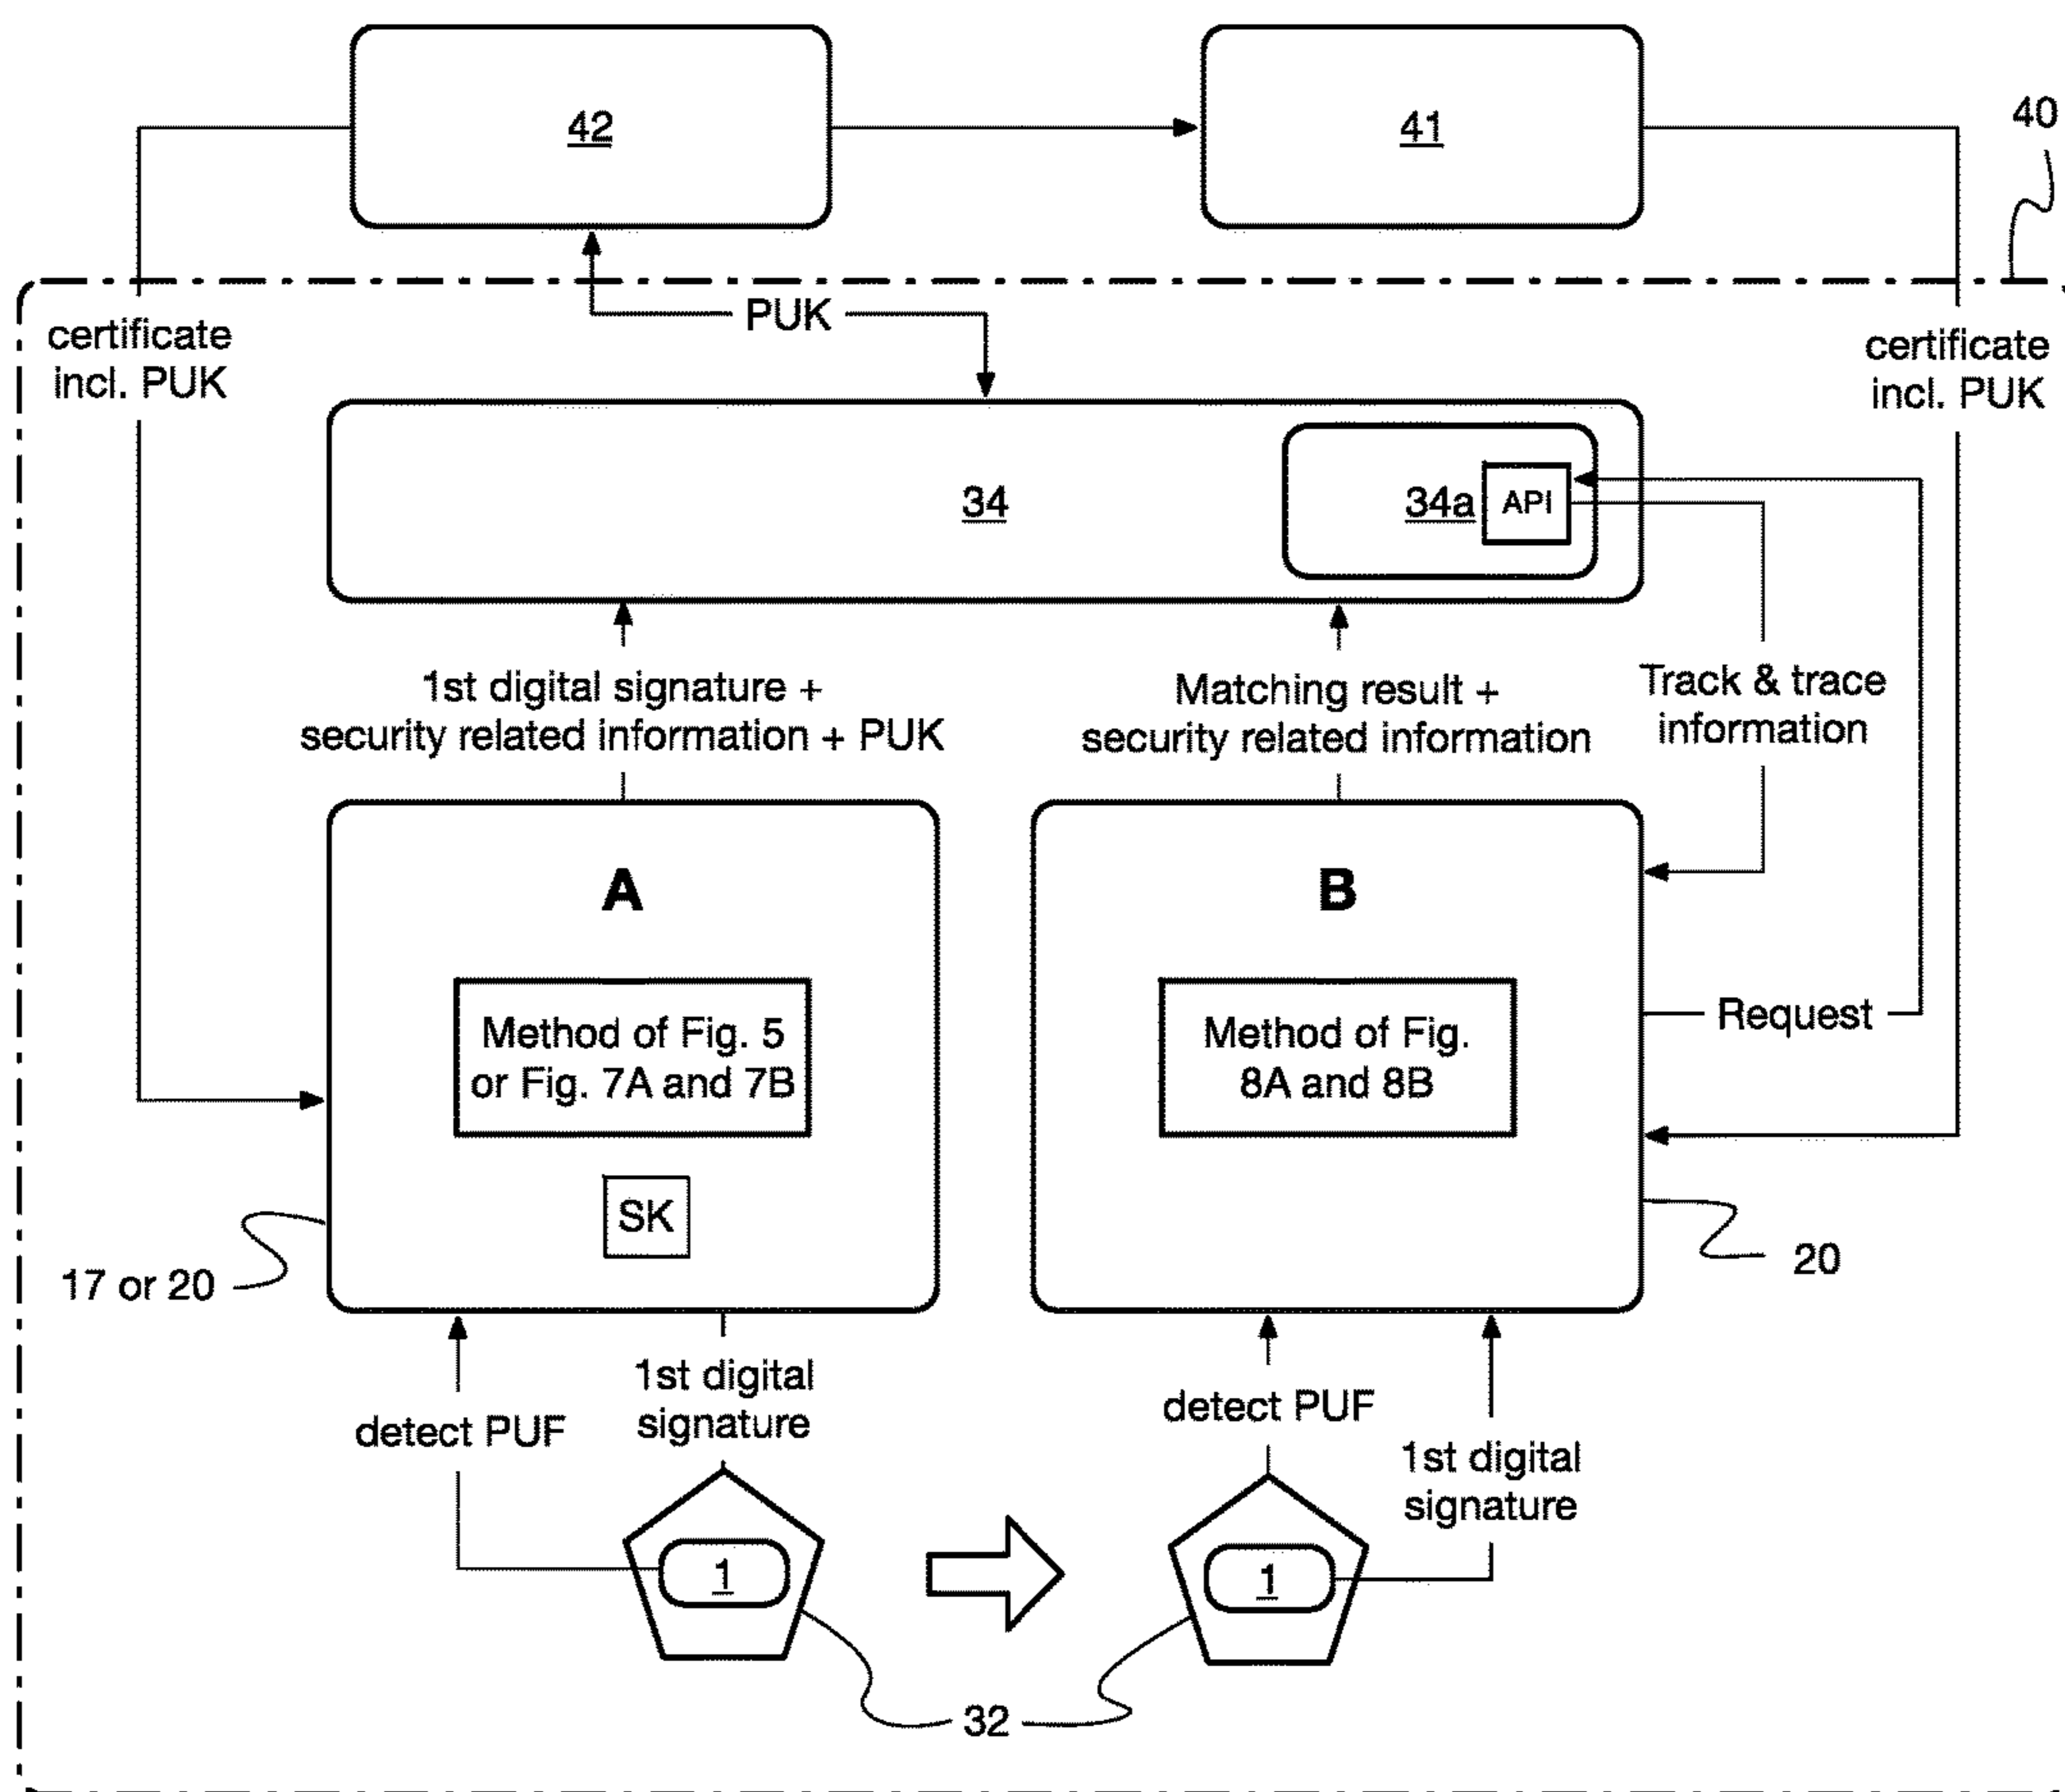 42
41
40
PUK
certificate
incl. PUK
certificate
incl. PUK
34
34a
API
1st digital signature +
security related information + PUK
Matching result +
security related information
Track & trace
information
A
B
Method of Fig. 5
or Fig. 7A and 7B
Method of Fig.
8A and 8B
Request
SK
17 or 20
20
detect PUF
1st digital
signature
detect PUF
1st digital
signature
1
1
32